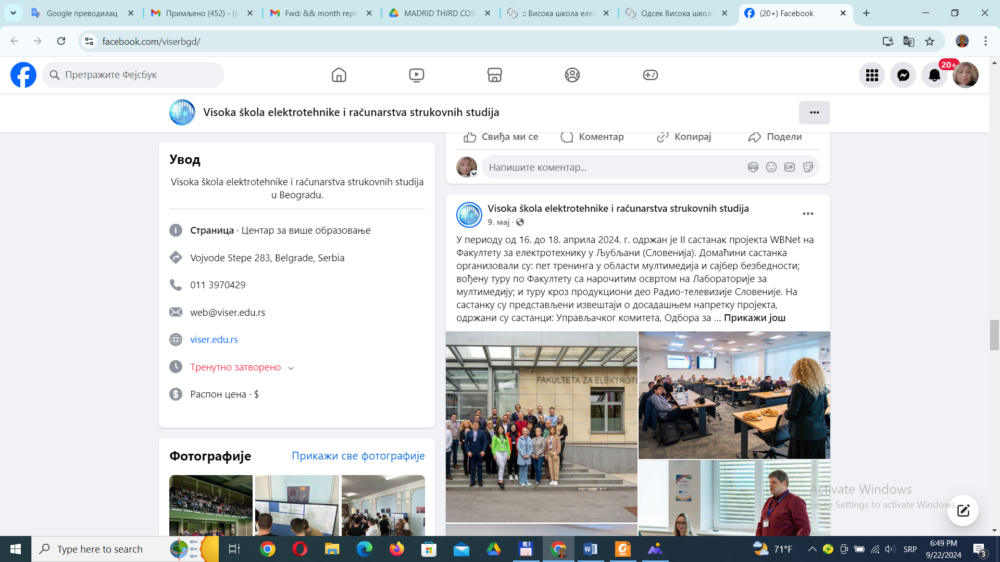 Google преводилац
Примљено (452) - lji
Fwd: && month repo
MADRID THIRD COS
:: Висока школа елек
Одсек Висока школа
(20+) Facebook
facebook.com/viserbgd/
Претражите Фејсбук
20+
Visoka škola elektrotehnike i računarstva strukovnih studija
Свиђа ми се
Коментар
Копирај
Подели
Напишите коментар...
GIF
Увод
Visoka škola elektrotehnike i računarstva strukovnih studija
u Beogradu.
Страница · Центар за више образовање
Vojvode Stepe 283, Belgrade, Serbia
011 3970429
web@viser.edu.rs
viser.edu.rs
Тренутно затворено
Распон цена · $
Фотографије
Прикажи све фотографије
Visoka škola elektrotehnike i računarstva strukovnih studija
9. мај ·
У периоду од 16. до 18. априла 2024. г. одржан је II састанак пројекта WBNet на
Факултету за електротехнику у Љубљани (Словенија). Домаћини састанка
организовали су: пет тренинга у области мултимедија и сајбер безбедности;
вођену туру по Факултету са нарочитим освртом на Лабораторије за
мултимедију; и туру кроз продукциони део Радио-телевизије Словеније. На
састанку су представљени извештаји о досадашњем напретку пројекта,
одржани су састанци: Управљачког комитета, Одбора за ... Прикажи још
FAKULTETA ZA ELEKTROTE
Activate Windows
Go to Settings to activate Windows.
Type here to search
71°F
SRP
6:49 PM
9/22/2024
3